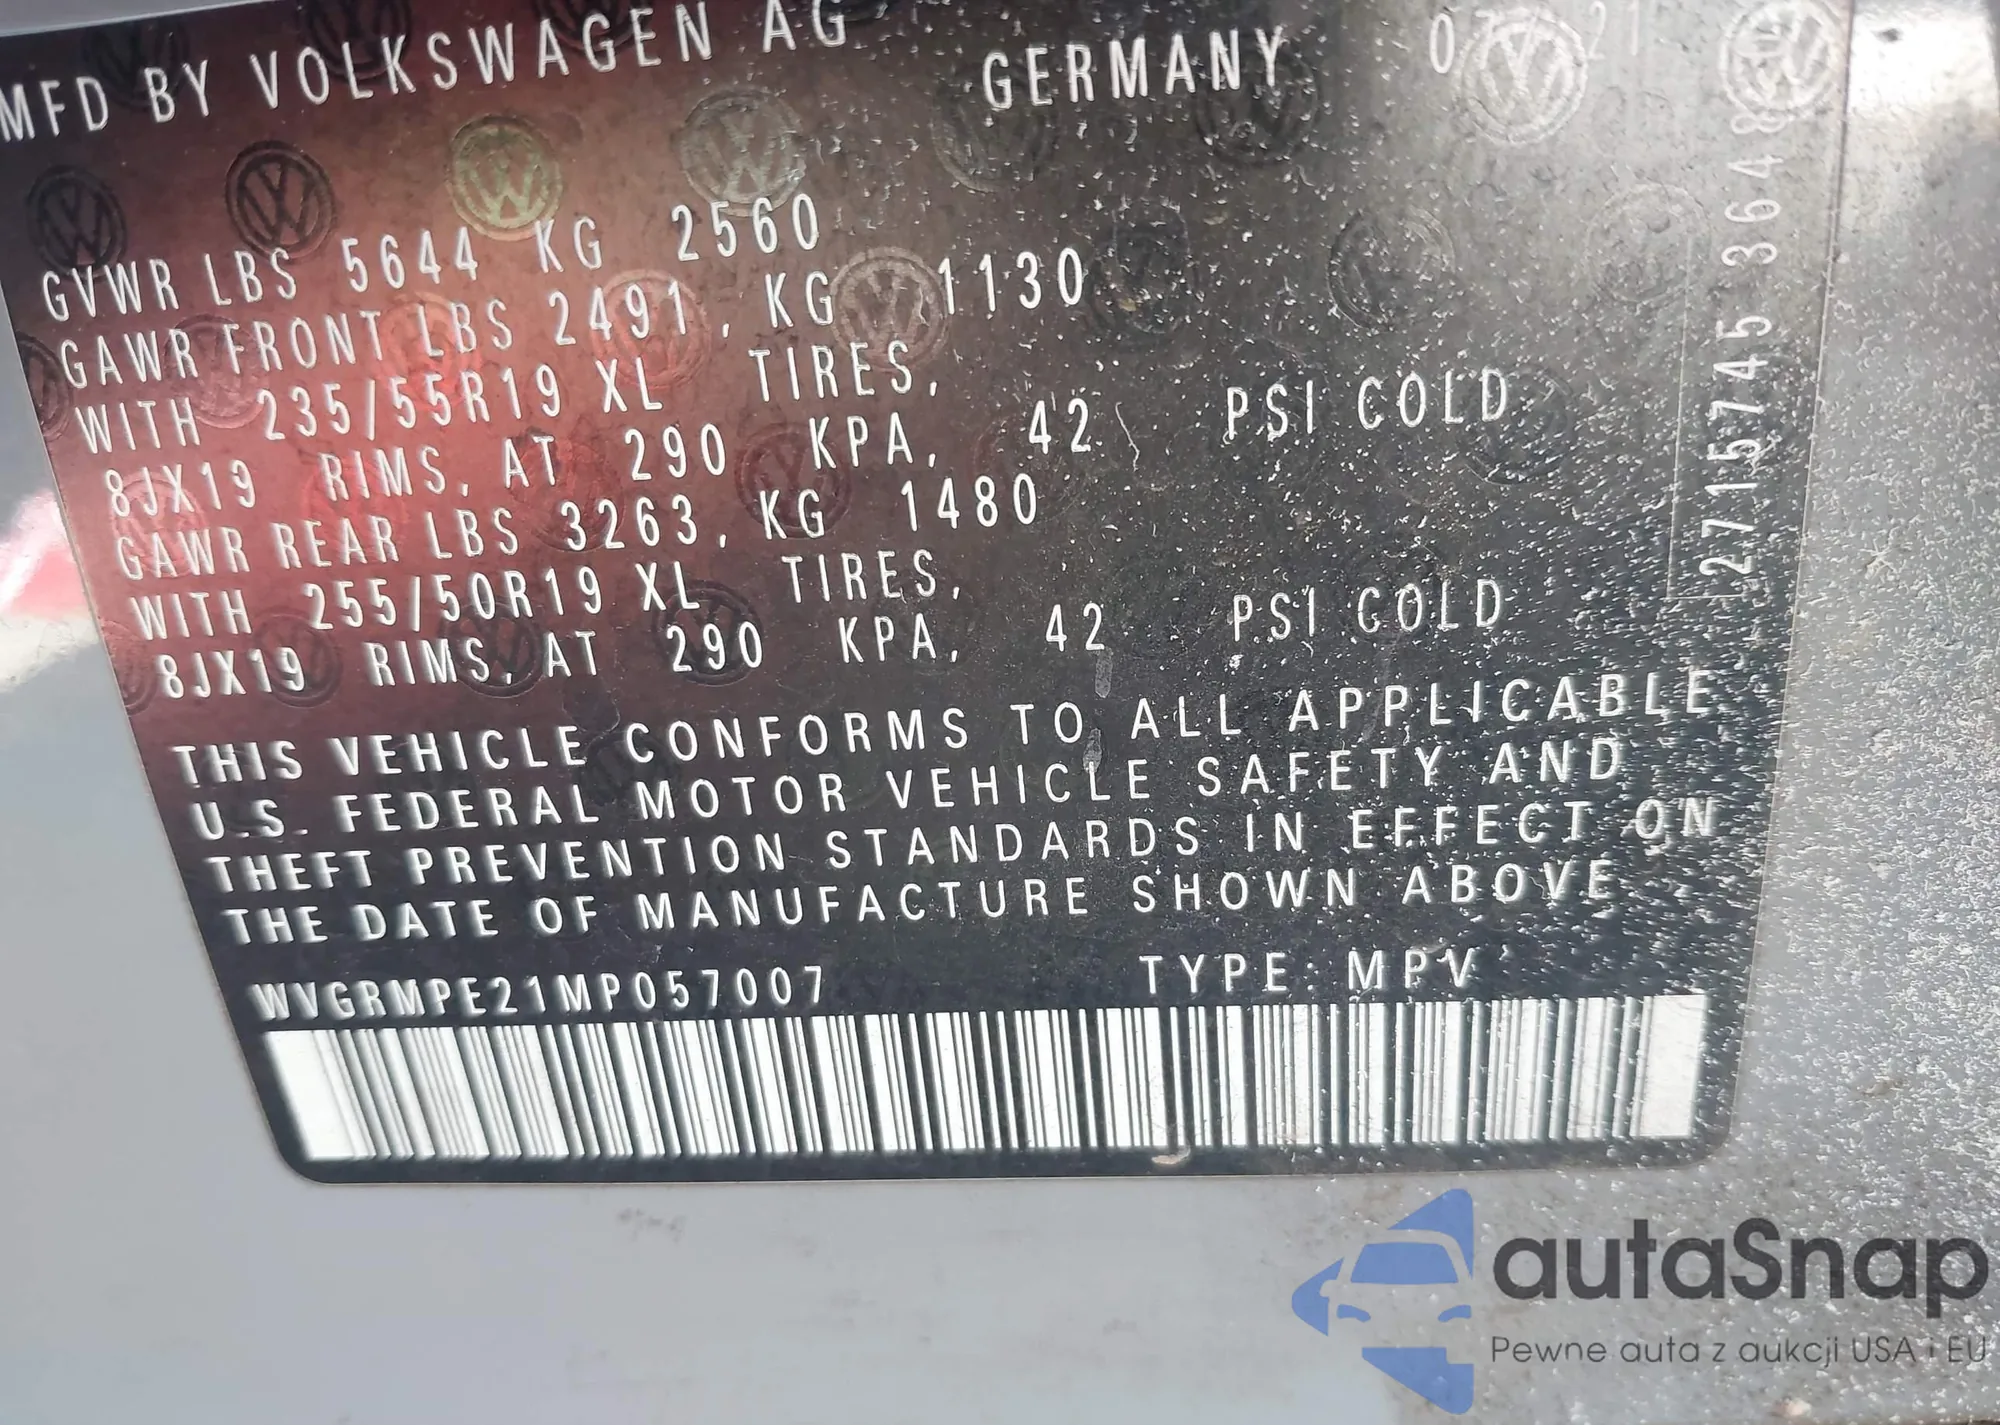 MFD BY VOLKSWAGEN AG GERMANY 07/21
GVWR LBS 5644 KG 2560
GAWR FRONT LBS 2491, KG 1130
WITH 235/55R19 XL TIRES,
8JX19 RIMS, AT 290 KPA, 42 PSI COLD
GAWR REAR LBS 3263, KG 1480
WITH 255/50R19 XL TIRES,
8JX19 RIMS, AT 290 KPA, 42 PSI COLD
THIS VEHICLE CONFORMS TO ALL APPLICABLE
U.S. FEDERAL MOTOR VEHICLE SAFETY AND
THEFT PREVENTION STANDARDS IN EFFECT ON
THE DATE OF MANUFACTURE SHOWN ABOVE
WVGRMPE21MP057007 TYPE: MPV
autaSnap
Pewne auta z aukcji USA i EU